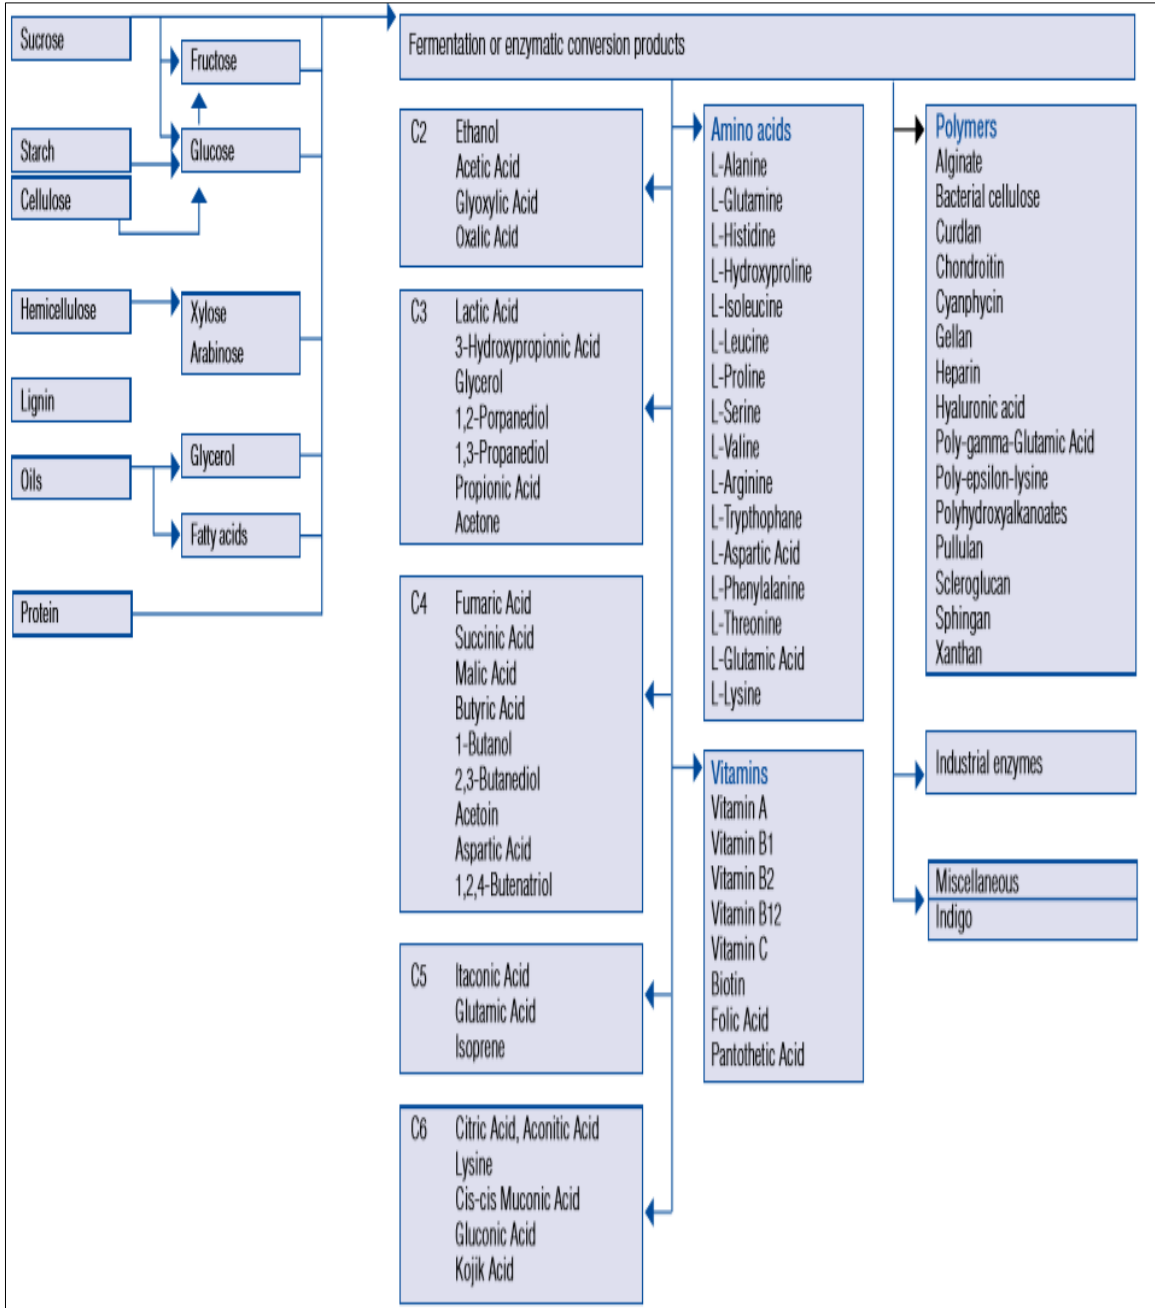 Sucrose
Fructose
Starch
Glucose
Cellulose
Hemicellulose
Xylose
Arabinose
Lignin
Oils
Glycerol
Fatty acids
Protein
Fermentation or enzymatic conversion products
C2 Ethanol
Acetic Acid
Glyoxylic Acid
Oxalic Acid
C3 Lactic Acid
3-Hydroxypropionic Acid
Glycerol
1,2-Porpanediol
1,3-Propanediol
Propionic Acid
Acetone
C4 Fumaric Acid
Succinic Acid
Malic Acid
Butyric Acid
1-Butanol
2,3-Butanediol
Acetoin
Aspartic Acid
1,2,4-Butenatriol
C5 Itaconic Acid
Glutamic Acid
Isoprene
C6 Citric Acid, Aconitic Acid
Lysine
Cis-cis Muconic Acid
Gluconic Acid
Kojik Acid
Amino acids
L-Alanine
L-Glutamine
L-Histidine
L-Hydroxyproline
L-Isoleucine
L-Leucine
L-Proline
L-Serine
L-Valine
L-Arginine
L-Trypthophane
L-Aspartic Acid
L-Phenylalanine
L-Threonine
L-Glutamic Acid
L-Lysine
Vitamins
Vitamin A
Vitamin B1
Vitamin B2
Vitamin B12
Vitamin C
Biotin
Folic Acid
Pantothetic Acid
Polymers
Alginate
Bacterial cellulose
Curdlan
Chondroitin
Cyanphycin
Gellan
Heparin
Hyaluronic acid
Poly-gamma-Glutamic Acid
Poly-epsilon-lysine
Polyhydroxyalkanoates
Pullulan
Scleroglucan
Sphingan
Xanthan
Industrial enzymes
Miscellaneous
Indigo